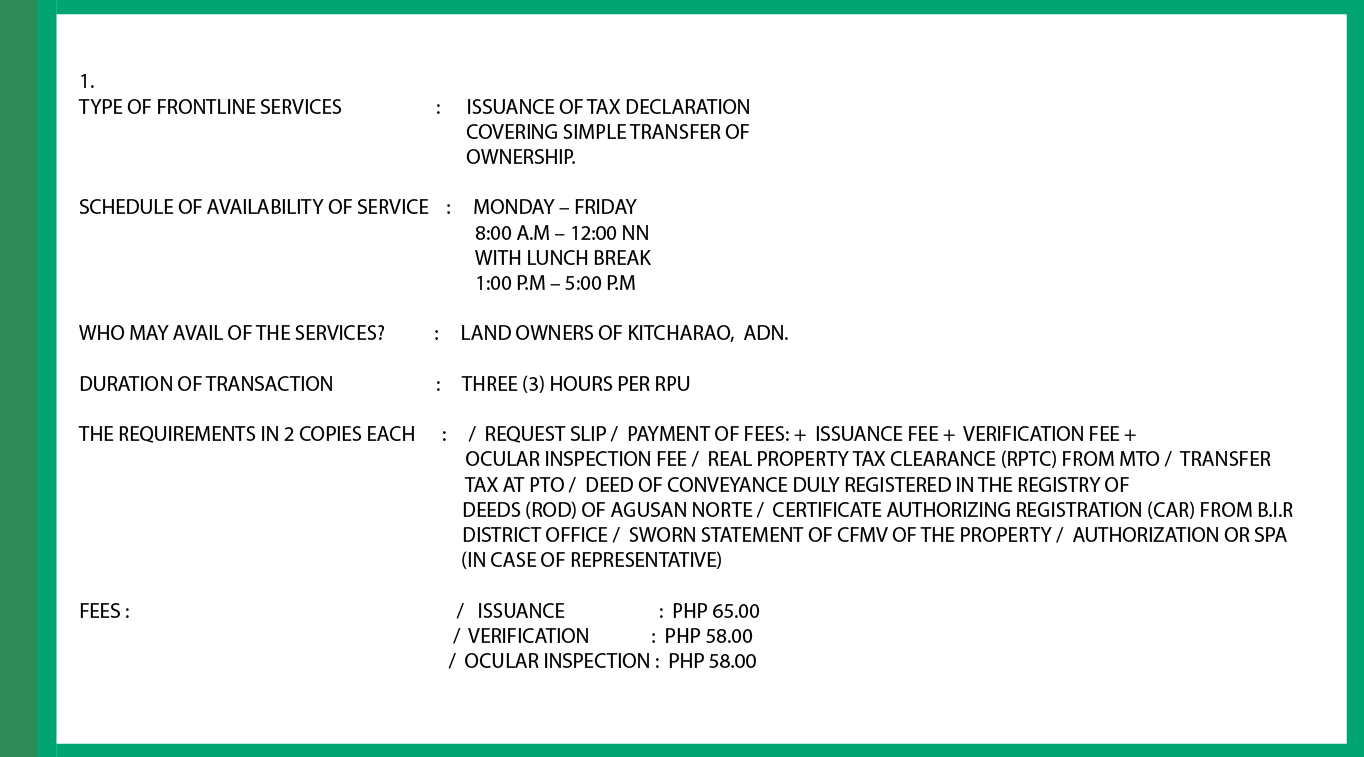 1.
TYPE OF FRONTLINE SERVICES : ISSUANCE OF TAX DECLARATION
COVERING SIMPLE TRANSFER OF
OWNERSHIP.
SCHEDULE OF AVAILABILITY OF SERVICE : MONDAY – FRIDAY
8:00 A.M – 12:00 NN
WITH LUNCH BREAK
1:00 P.M – 5:00 P.M
WHO MAY AVAIL OF THE SERVICES? : LAND OWNERS OF KITCHARAO, ADN.
DURATION OF TRANSACTION : THREE (3) HOURS PER RPU
THE REQUIREMENTS IN 2 COPIES EACH : / REQUEST SLIP / PAYMENT OF FEES: + ISSUANCE FEE + VERIFICATION FEE +
OCULAR INSPECTION FEE / REAL PROPERTY TAX CLEARANCE (RPTC) FROM MTO / TRANSFER
TAX AT PTO / DEED OF CONVEYANCE DULY REGISTERED IN THE REGISTRY OF
DEEDS (ROD) OF AGUSAN NORTE / CERTIFICATE AUTHORIZING REGISTRATION (CAR) FROM B.I.R
DISTRICT OFFICE / SWORN STATEMENT OF CFMV OF THE PROPERTY / AUTHORIZATION OR SPA
(IN CASE OF REPRESENTATIVE)
FEES : / ISSUANCE : PHP 65.00
/ VERIFICATION : PHP 58.00
/ OCULAR INSPECTION : PHP 58.00